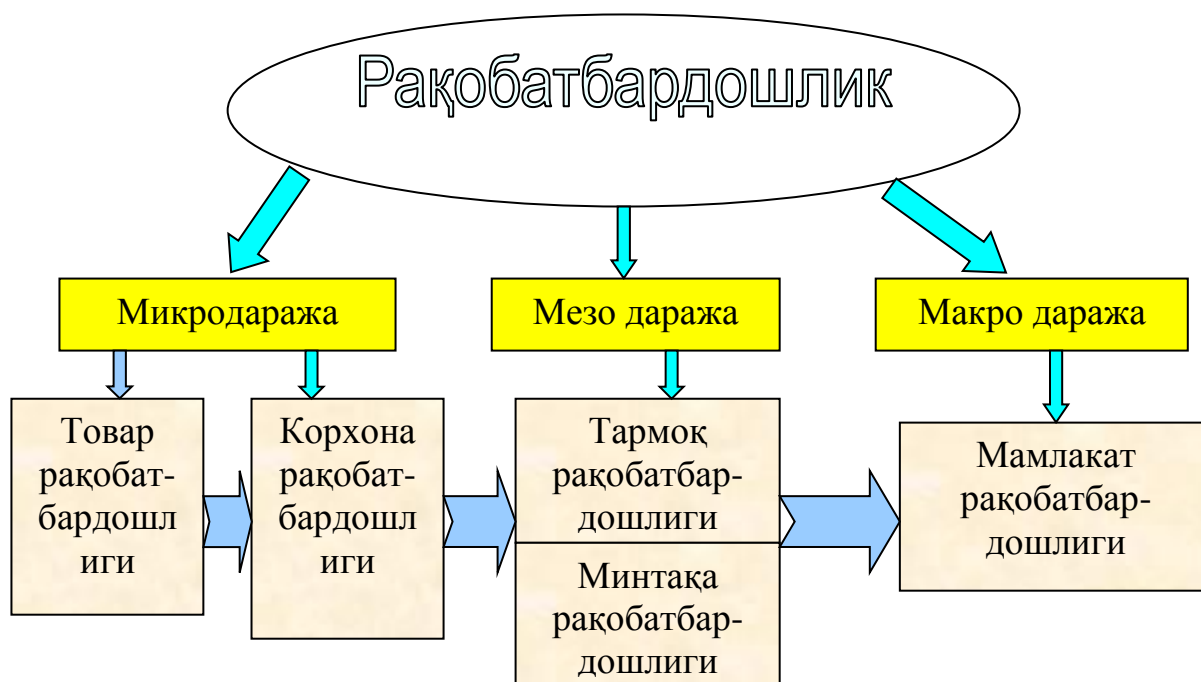 Рақобатбардошлик
Микродаража
Мезо даража
Макро даража
Товар
рақобат-
бардошл
иги
Корхона
рақобат-
бардошл
иги
Тармоқ
рақобатбар-
дошлиги
Минтақа
рақобатбар-
дошлиги
Мамлакат
рақобатбар-
дошлиги